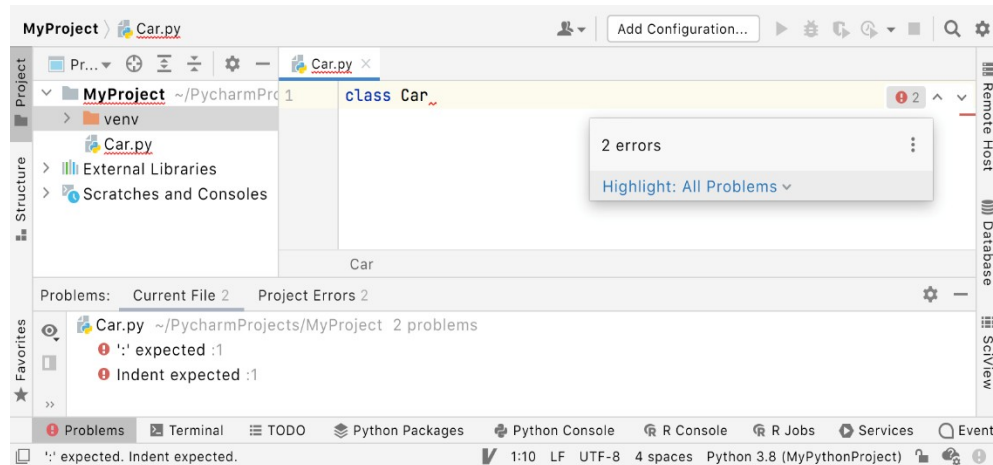 MyProject 〉 Car.py
Add Configuration...
Project
Structure
Favorites
Pr...
MyProject ~/PycharmPro
venv
Car.py
External Libraries
Scratches and Consoles
Car.py
1 class Car
2
2 errors
Highlight: All Problems
Car
Remote Host
Database
SciView
Problems: Current File 2 Project Errors 2
Car.py ~/PycharmProjects/MyProject 2 problems
':' expected :1
Indent expected :1
Problems Terminal TODO Python Packages Python Console R Console R Jobs Services Event
':' expected. Indent expected. 1:10 LF UTF-8 4 spaces Python 3.8 (MyPythonProject)